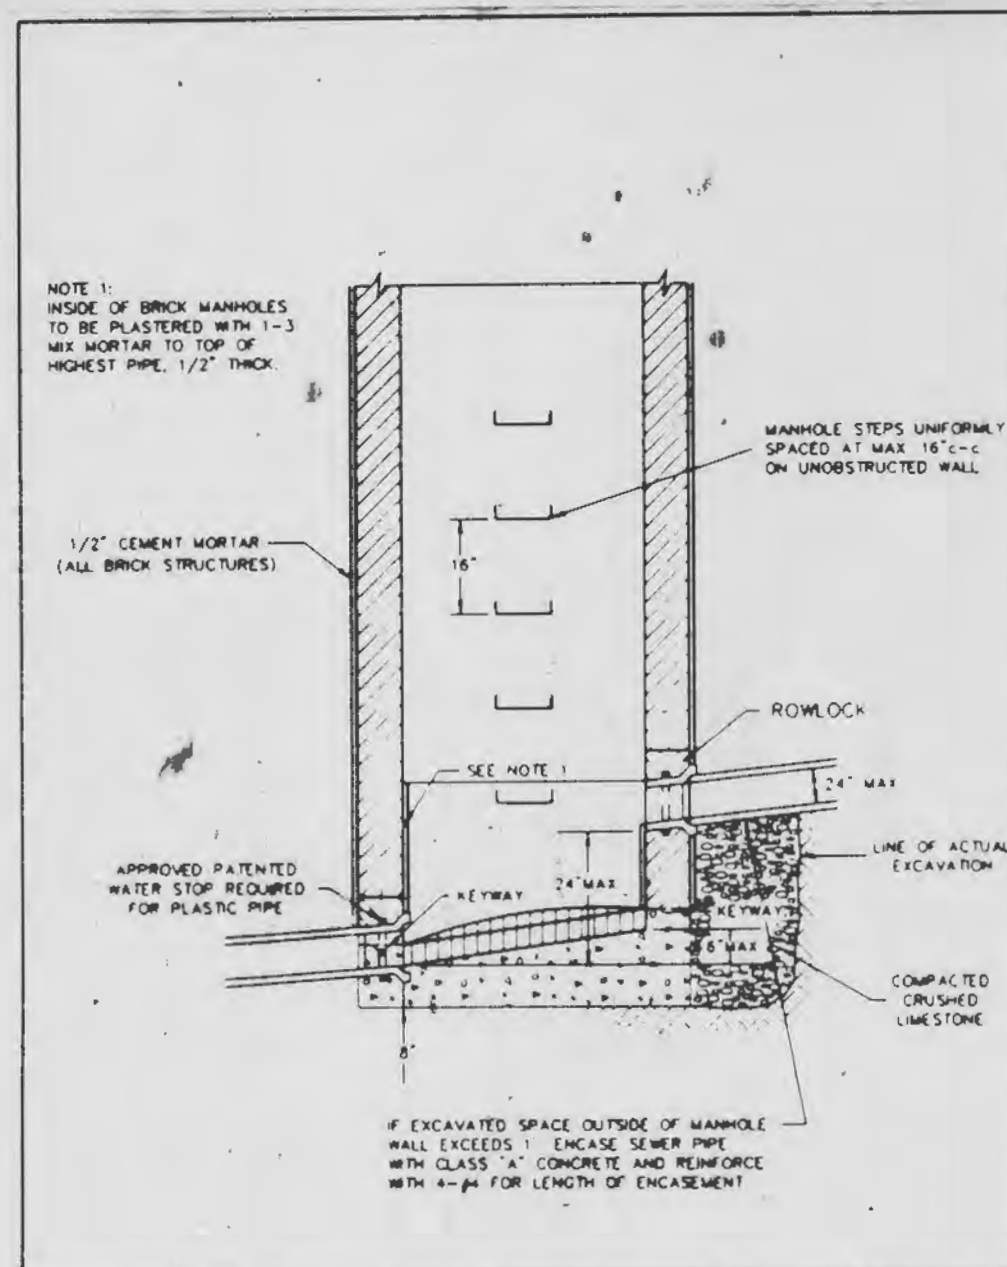 NOTE 1:
INSIDE OF BRICK MANHOLES
TO BE PLASTERED WITH 1-3
MIX MORTAR TO TOP OF
HIGHEST PIPE, 1/2" THICK.
MANHOLE STEPS UNIFORMLY
SPACED AT MAX 16"c-c
ON UNOBSTRUCTED WALL
1/2" CEMENT MORTAR
(ALL BRICK STRUCTURES)
16"
ROWLOCK
SEE NOTE 1
24" MAX
LINE OF ACTUAL
EXCAVATION
APPROVED PATENTED
WATER STOP REQUIRED
FOR PLASTIC PIPE
KEYWAY
24" MAX
KEYWAY
MAX
COMPACTED
CRUSHED
LIMESTONE
8"
IF EXCAVATED SPACE OUTSIDE OF MANHOLE
WALL EXCEEDS 1 ENCASE SEWER PIPE
WITH CLASS "A" CONCRETE AND REINFORCE
WITH FOR LENGTH OF ENCASEMENT